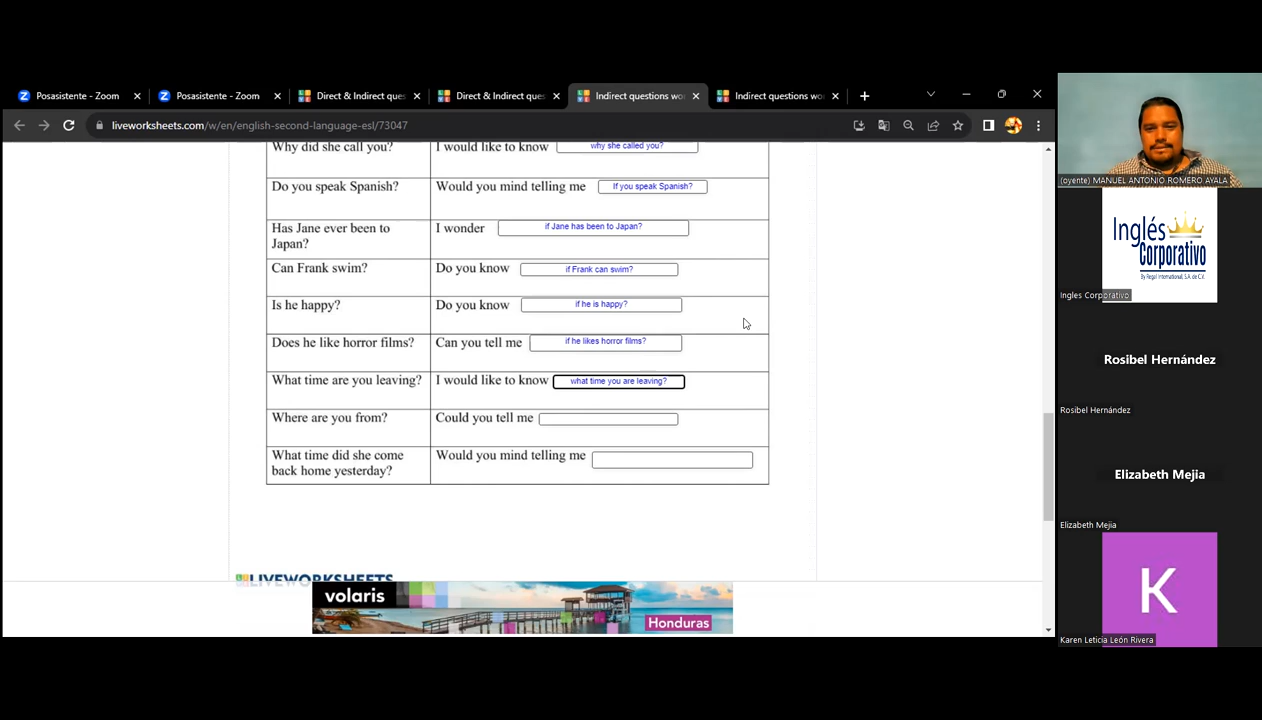 Posasistente - Zoom
Posasistente - Zoom
Direct & Indirect ques
Direct & Indirect ques
Indirect questions wo
Indirect questions wo
liveworksheets.com/w/en/english-second-language-esl/73047
Why did she call you? I would like to know why she called you?
Do you speak Spanish? Would you mind telling me If you speak Spanish?
Has Jane ever been to I wonder if Jane has been to Japan?
Japan?
Can Frank swim? Do you know if Frank can swim?
Is he happy? Do you know if he is happy?
Does he like horror films? Can you tell me if he likes horror films?
What time are you leaving? I would like to know what time you are leaving?
Where are you from? Could you tell me
What time did she come Would you mind telling me
back home yesterday?
LIVEWORKSHEETS
volaris
Honduras
(oyente) MANUEL ANTONIO ROMERO AYALA
Inglés
Corporativo
By Regal International, S.A. de C.V.
Ingles Corporativo
Rosibel Hernández
Rosibel Hernández
Elizabeth Mejia
Elizabeth Mejia
K
Karen Leticia León Rivera